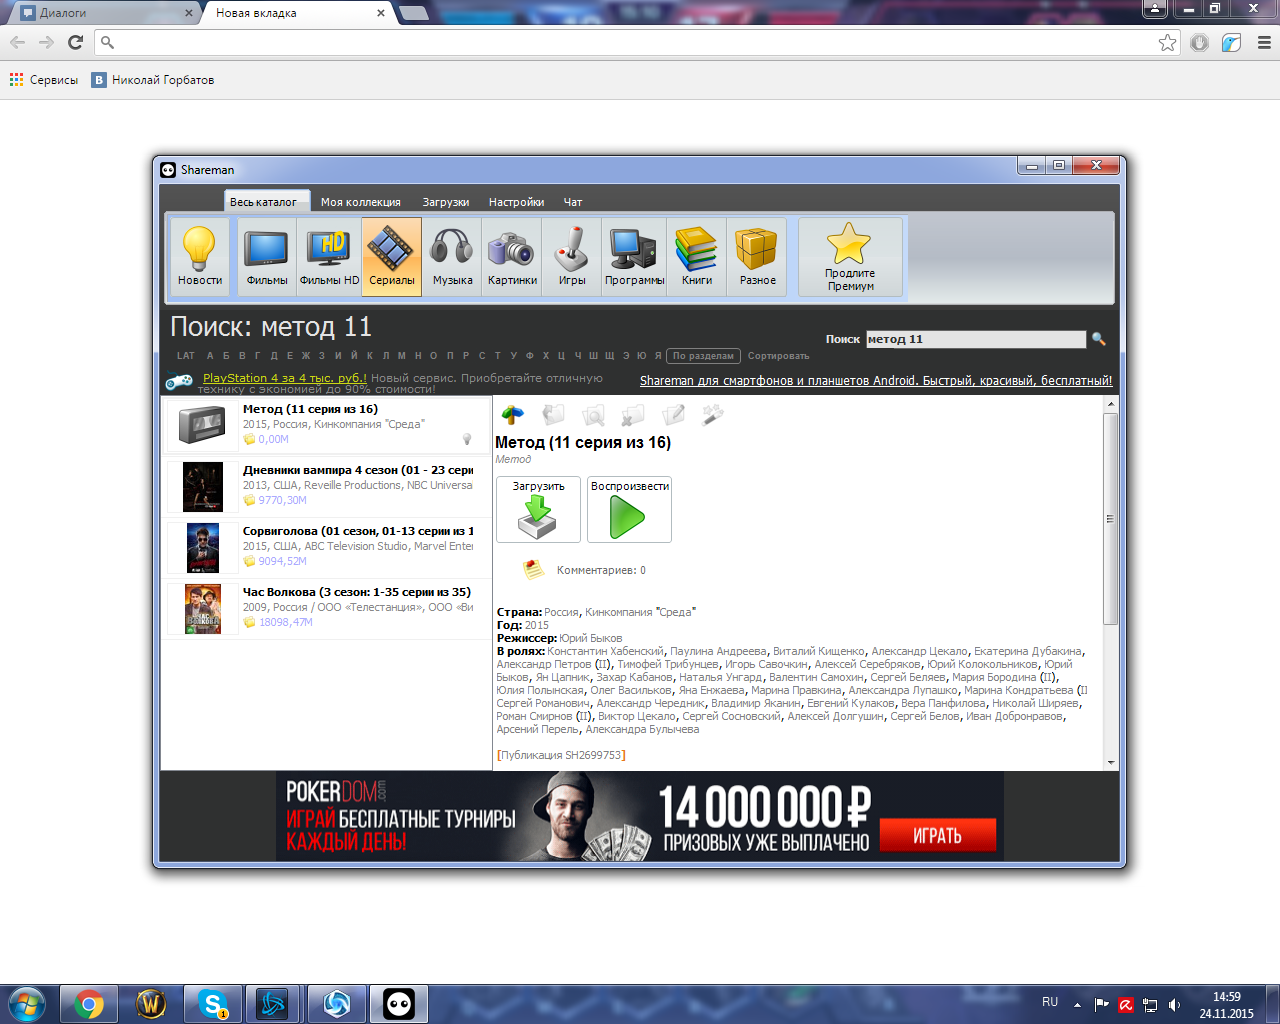 Диалоги
Новая вкладка
Сервисы
Николай Горбатов
Shareman
Весь каталог
Моя коллекция
Загрузки
Настройки
Чат
Новости
Фильмы
Фильмы HD
Сериалы
Музыка
Картинки
Игры
Программы
Книги
Разное
Продлите
Премиум
Поиск: метод 11
Поиск
метод 11
LAT А Б В Г Д Е Ж З И Й К Л М Н О П Р С Т У Ф Х Ц Ч Ш Щ Э Ю Я По разделам Сортировать
PlayStation 4 за 4 тыс. руб.! Новый сервис. Приобретайте отличную
технику с экономией до 90% стоимости!
Shareman для смартфонов и планшетов Android. Быстрый, красивый, бесплатный!
Метод (11 серия из 16)
2015, Россия, Кинкомпания "Среда"
0,00М
Дневники вампира 4 сезон (01 - 23 сери
2013, США, Reveille Productions, NBC Universa
9770,30М
Сорвиголова (01 сезон, 01-13 серии из 1
2015, США, ABC Television Studio, Marvel Enter
9094,52М
Час Волкова (3 сезон: 1-35 серии из 35)
2009, Россия / ООО «Телестанция», ООО «Ви
18098,47М
Метод (11 серия из 16)
Метод
Загрузить
Воспроизвести
Комментариев: 0
Страна: Россия, Кинкомпания "Среда"
Год: 2015
Режиссер: Юрий Быков
В ролях: Константин Хабенский, Паулина Андреева, Виталий Кищенко, Александр Цекало, Екатерина Дубакина,
Александр Петров (II), Тимофей Трибунцев, Игорь Савочкин, Алексей Серебряков, Юрий Колокольников, Юрий
Быков, Ян Цапник, Захар Кабанов, Наталья Унгард, Валентин Самохин, Сергей Беляев, Мария Бородина (II),
Юлия Полынская, Олег Васильков, Яна Енжаева, Марина Правкина, Александра Лупашко, Марина Кондратьева (II
Сергей Романович, Александр Чередник, Владимир Яканин, Евгений Кулаков, Вера Панфилова, Николай Ширяев,
Роман Смирнов (II), Виктор Цекало, Сергей Сосновский, Алексей Долгушин, Сергей Белов, Иван Добронравов,
Арсений Перель, Александра Булычева
[Публикация SH2699753]
POKERDOM.com
ИГРАЙ БЕСПЛАТНЫЕ ТУРНИРЫ
КАЖДЫЙ ДЕНЬ!
14 000 000 ₽
ПРИЗОВЫХ УЖЕ ВЫПЛАЧЕНО
ИГРАТЬ
RU
14:59
24.11.2015